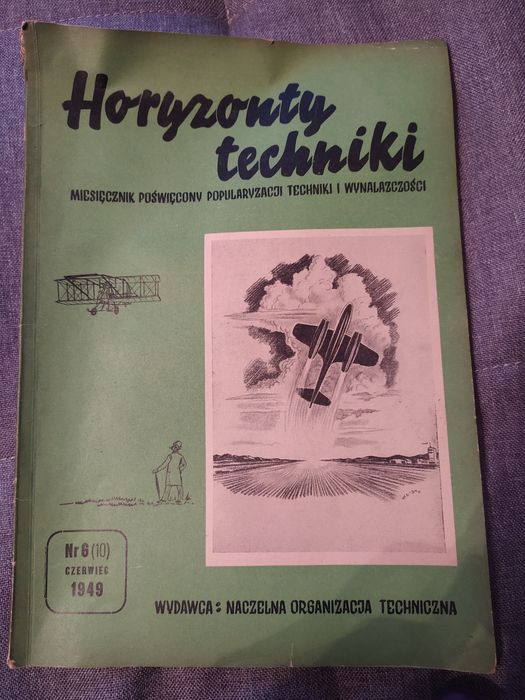 Horyzonty
techniki
MIESIĘCZNIK POŚWIĘCONY POPULARYZACJI TECHNIKI I WYNALAZCZOŚCI
Nr 6 (10)
CZERWIEC
1949
WYDAWCA: NACZELNA ORGANIZACJA TECHNICZNA